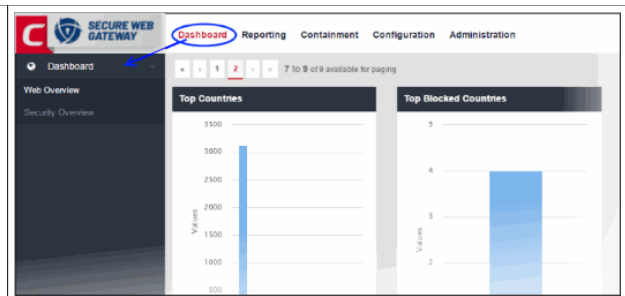 C SECURE WEB GATEWAY
Dashboard Reporting Containment Configuration Administration
Dashboard
« ‹ 1 2 › » 7 to 9 of 9 available for paging
Web Overview
Security Overview
Top Countries
3500
3000
2500
2000
1500
1000
500
Values
Top Blocked Countries
5
4
3
2
Values